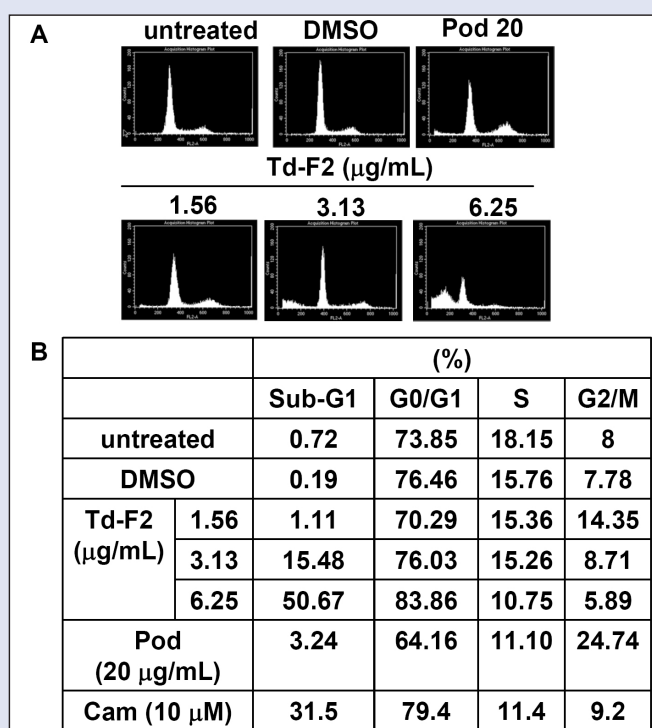 A
untreated DMSO Pod 20
Td-F2 (μg/mL)
1.56 3.13 6.25
B
(%)
Sub-G1 G0/G1 S G2/M
untreated 0.72 73.85 18.15 8
DMSO 0.19 76.46 15.76 7.78
Td-F2 (μg/mL) 1.56 1.11 70.29 15.36 14.35
3.13 15.48 76.03 15.26 8.71
6.25 50.67 83.86 10.75 5.89
Pod (20 μg/mL) 3.24 64.16 11.10 24.74
Cam (10 μM) 31.5 79.4 11.4 9.2